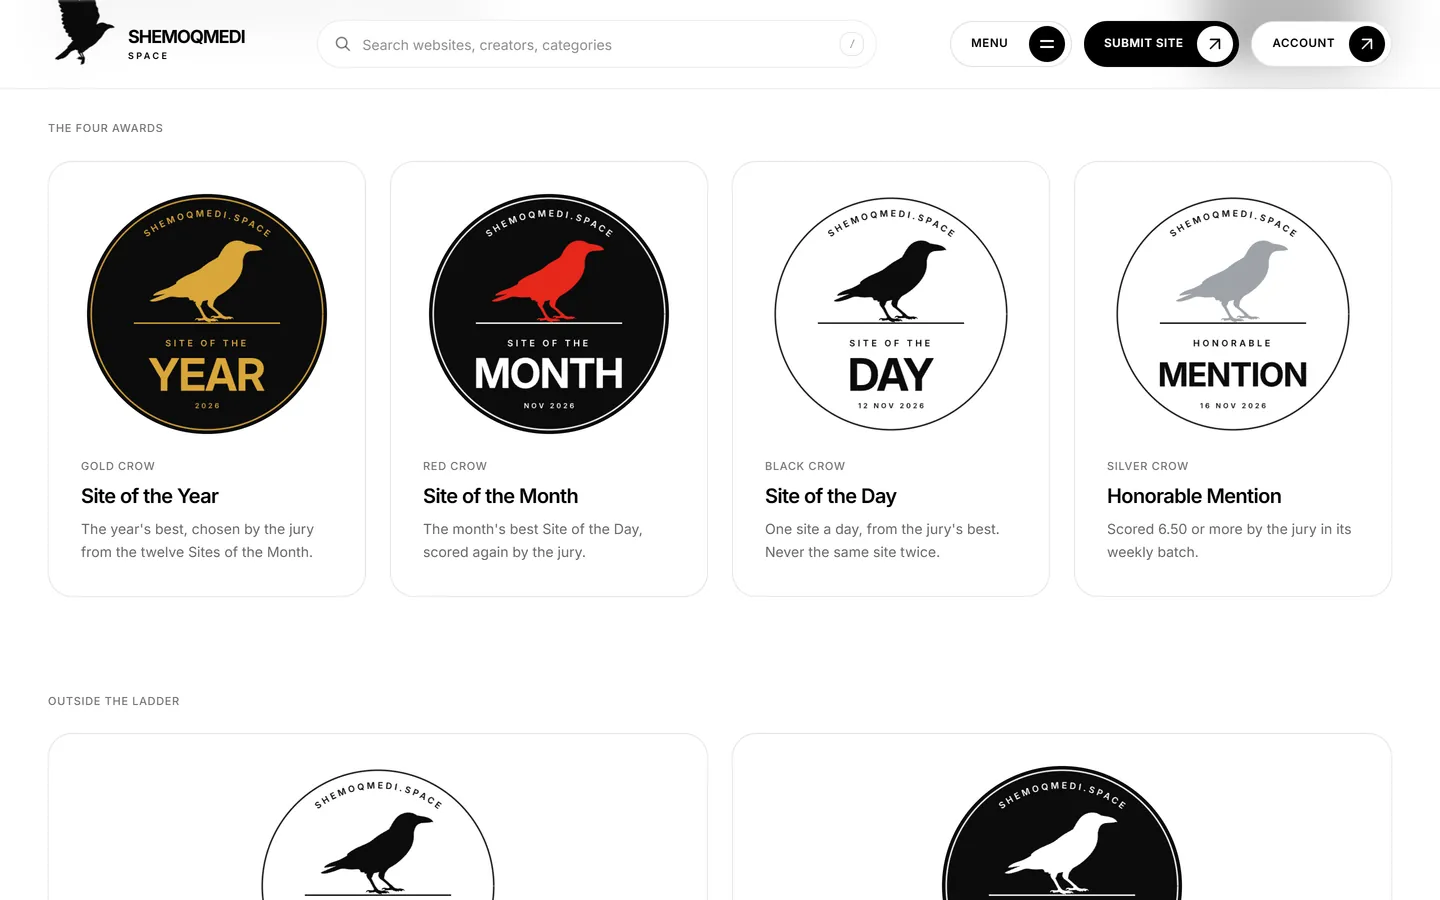 SHEMOQMEDI
SPACE
Search websites, creators, categories
/
MENU
SUBMIT SITE
ACCOUNT
THE FOUR AWARDS
SHEMOQMEDI.SPACE
SITE OF THE
YEAR
2026
GOLD CROW
Site of the Year
The year's best, chosen by the jury
from the twelve Sites of the Month.
SHEMOQMEDI.SPACE
SITE OF THE
MONTH
NOV 2026
RED CROW
Site of the Month
The month's best Site of the Day,
scored again by the jury.
SHEMOQMEDI.SPACE
SITE OF THE
DAY
12 NOV 2026
BLACK CROW
Site of the Day
One site a day, from the jury's best.
Never the same site twice.
SHEMOQMEDI.SPACE
HONORABLE
MENTION
16 NOV 2026
SILVER CROW
Honorable Mention
Scored 6.50 or more by the jury in its
weekly batch.
OUTSIDE THE LADDER
SHEMOQMEDI.SPACE
SHEMOQMEDI.SPACE